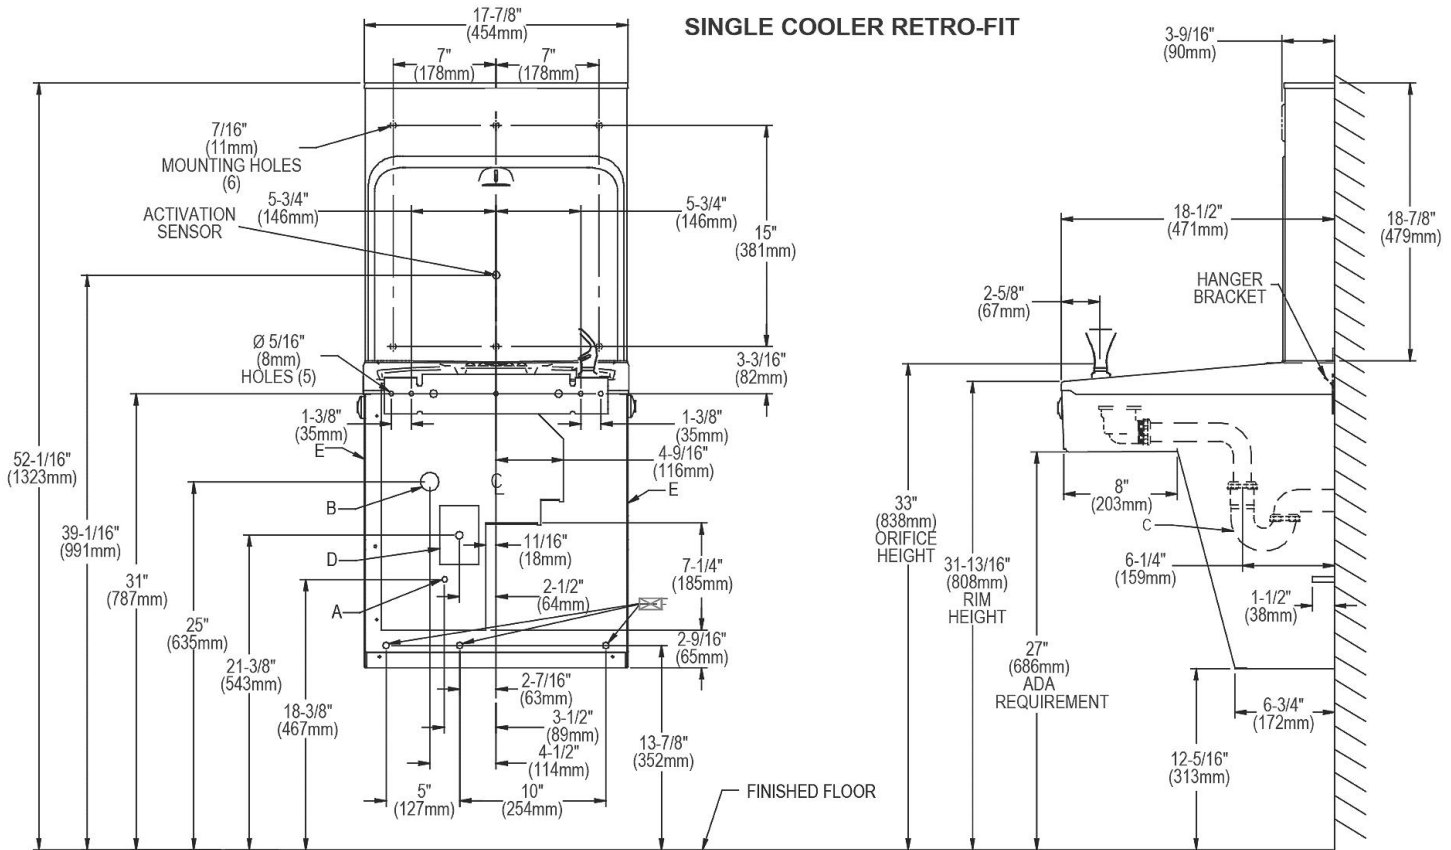 SINGLE COOLER RETRO-FIT
17-7/8"
(454mm)
7"
(178mm)
7"
(178mm)
7/16"
(11mm)
MOUNTING HOLES
(6)
ACTIVATION
SENSOR
5-3/4"
(146mm)
5-3/4"
(146mm)
15"
(381mm)
Ø 5/16"
(8mm)
HOLES (5)
3-3/16"
(82mm)
1-3/8"
(35mm)
E
1-3/8"
(35mm)
4-9/16"
(116mm)
52-1/16"
(1323mm)
39-1/16"
(991mm)
31"
(787mm)
25"
(635mm)
21-3/8"
(543mm)
18-3/8"
(467mm)
B
C
E
D
A
11/16"
(18mm)
7-1/4"
(185mm)
2-1/2"
(64mm)
2-9/16"
(65mm)
2-7/16"
(63mm)
3-1/2"
(89mm)
4-1/2"
(114mm)
13-7/8"
(352mm)
5"
(127mm)
10"
(254mm)
FINISHED FLOOR
3-9/16"
(90mm)
18-1/2"
(471mm)
18-7/8"
(479mm)
HANGER
BRACKET
2-5/8"
(67mm)
33"
(838mm)
ORIFICE
HEIGHT
31-13/16"
(808mm)
RIM
HEIGHT
8"
(203mm)
C
6-1/4"
(159mm)
1-1/2"
(38mm)
27"
(686mm)
ADA
REQUIREMENT
6-3/4"
(172mm)
12-5/16"
(313mm)